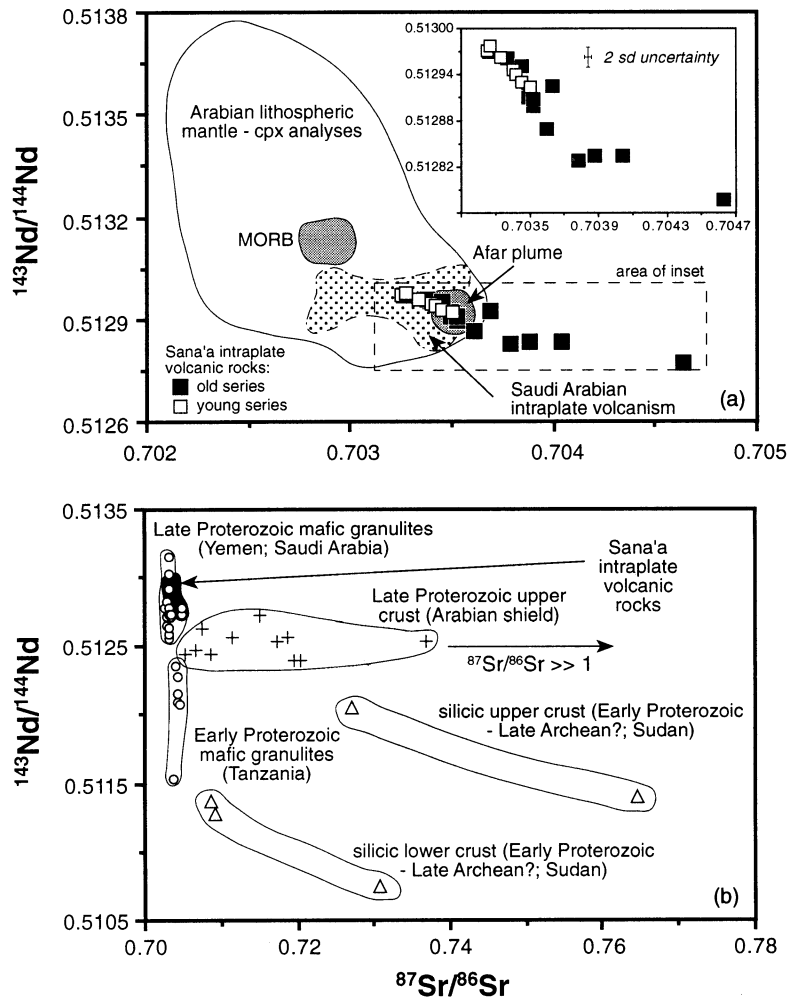 0.5138
0.5135
0.5132
0.5129
0.5126
143Nd/144Nd
Arabian lithospheric
mantle - cpx analyses
MORB
0.51300
0.51294
0.51288
0.51282
2 sd uncertainty
0.7035
0.7039
0.7043
0.7047
Afar plume
area of inset
Sana'a intraplate
volcanic rocks:
old series
young series
Saudi Arabian
intraplate volcanism
(a)
0.702
0.703
0.704
0.705
0.5135
0.5125
0.5115
0.5105
143Nd/144Nd
Late Proterozoic mafic granulites
(Yemen; Saudi Arabia)
Sana'a
intraplate
volcanic
rocks
Late Proterozoic upper
crust (Arabian shield)
87Sr/86Sr >> 1
silicic upper crust (Early Proterozoic
- Late Archean?; Sudan)
Early Proterozoic
mafic granulites
(Tanzania)
silicic lower crust (Early Proterozoic
- Late Archean?; Sudan)
(b)
0.70
0.72
0.74
0.76
0.78
87Sr/86Sr